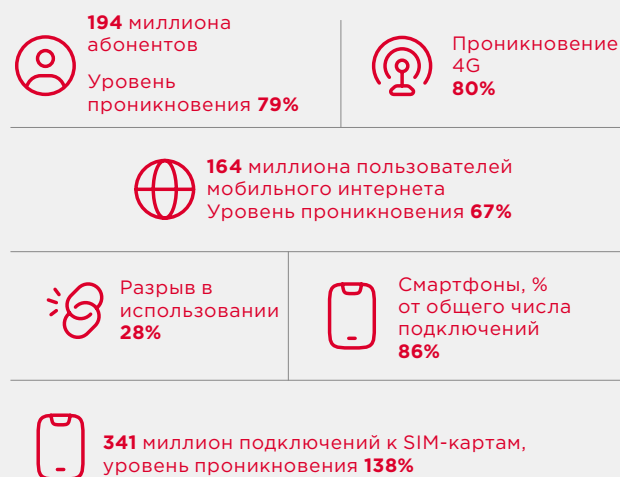 194 миллиона
абонентов
Уровень
проникновения 79%
Проникновение
4G
80%
164 миллиона пользователей
мобильного интернета
Уровень проникновения 67%
Разрыв в
использовании
28%
Смартфоны, %
от общего числа
подключений
86%
341 миллион подключений к SIM-картам,
уровень проникновения 138%